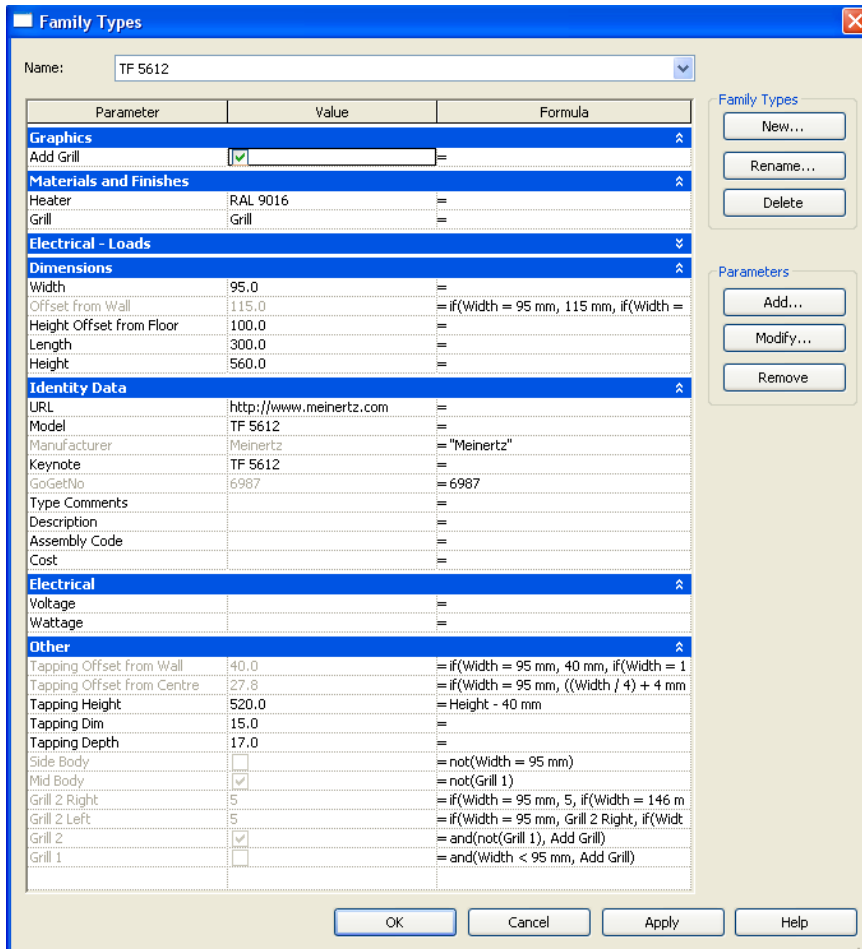 Family Types
Name: TF 5612
Parameter Value Formula
Graphics
Add Grill =
Materials and Finishes
Heater RAL 9016 =
Grill Grill =
Electrical - Loads
Dimensions
Width 95.0 =
Offset from Wall 115.0 = if(Width = 95 mm, 115 mm, if(Width =
Height Offset from Floor 100.0 =
Length 300.0 =
Height 560.0 =
Identity Data
URL http://www.meinertz.com =
Model TF 5612 =
Manufacturer Meinertz = "Meinertz"
Keynote TF 5612 =
GoGetNo 6987 = 6987
Type Comments =
Description =
Assembly Code =
Cost =
Electrical
Voltage =
Wattage =
Other
Tapping Offset from Wall 40.0 = if(Width = 95 mm, 40 mm, if(Width = 1
Tapping Offset from Centre 27.8 = if(Width = 95 mm, ((Width / 4) + 4 mm
Tapping Height 520.0 = Height - 40 mm
Tapping Dim 15.0 =
Tapping Depth 17.0 =
Side Body = not(Width = 95 mm)
Mid Body = not(Grill 1)
Grill 2 Right 5 = if(Width = 95 mm, 5, if(Width = 146 m
Grill 2 Left 5 = if(Width = 95 mm, Grill 2 Right, if(Widt
Grill 2 = and(not(Grill 1), Add Grill)
Grill 1 = and(Width < 95 mm, Add Grill)
Family Types
New...
Rename...
Delete
Parameters
Add...
Modify...
Remove
OK Cancel Apply Help